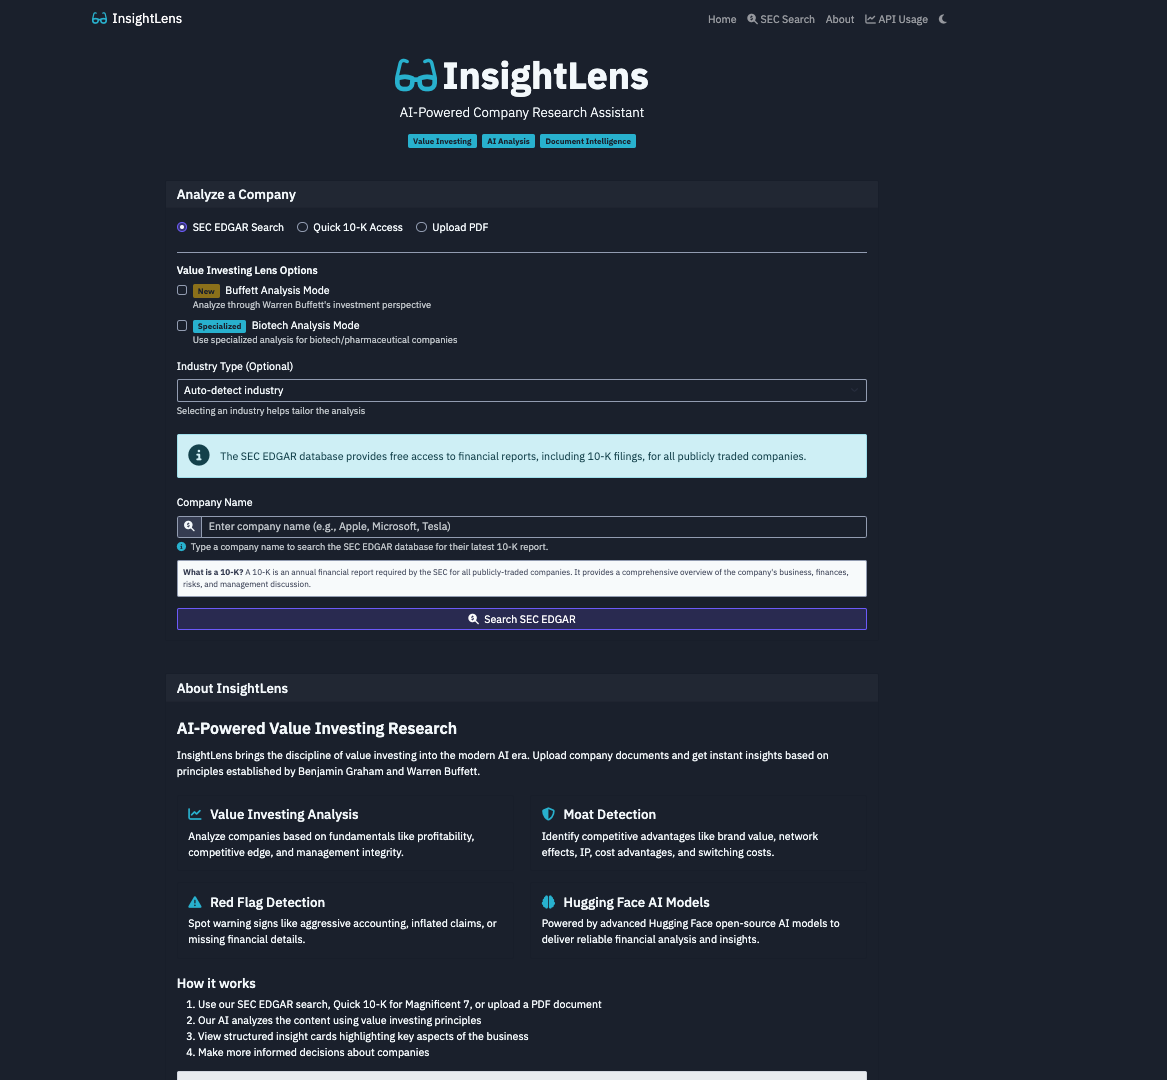 InsightLens
Home SEC Search About API Usage
InsightLens
AI-Powered Company Research Assistant
Value Investing AI Analysis Document Intelligence
Analyze a Company
SEC EDGAR Search Quick 10-K Access Upload PDF
Value Investing Lens Options
New Buffett Analysis Mode
Analyze through Warren Buffett's investment perspective
Specialized Biotech Analysis Mode
Use specialized analysis for biotech/pharmaceutical companies
Industry Type (Optional)
Auto-detect industry
Selecting an industry helps tailor the analysis
The SEC EDGAR database provides free access to financial reports, including 10-K filings, for all publicly traded companies.
Company Name
Enter company name (e.g., Apple, Microsoft, Tesla)
Type a company name to search the SEC EDGAR database for their latest 10-K report.
What is a 10-K? A 10-K is an annual financial report required by the SEC for all publicly-traded companies. It provides a comprehensive overview of the company's business, finances,
risks, and management discussion.
Search SEC EDGAR
About InsightLens
AI-Powered Value Investing Research
InsightLens brings the discipline of value investing into the modern AI era. Upload company documents and get instant insights based on
principles established by Benjamin Graham and Warren Buffett.
Value Investing Analysis
Analyze companies based on fundamentals like profitability,
competitive edge, and management integrity.
Moat Detection
Identify competitive advantages like brand value, network
effects, IP, cost advantages, and switching costs.
Red Flag Detection
Spot warning signs like aggressive accounting, inflated claims, or
missing financial details.
Hugging Face AI Models
Powered by advanced Hugging Face open-source AI models to
deliver reliable financial analysis and insights.
How it works
1. Use our SEC EDGAR search, Quick 10-K for Magnificent 7, or upload a PDF document
2. Our AI analyzes the content using value investing principles
3. View structured insight cards highlighting key aspects of the business
4. Make more informed decisions about companies